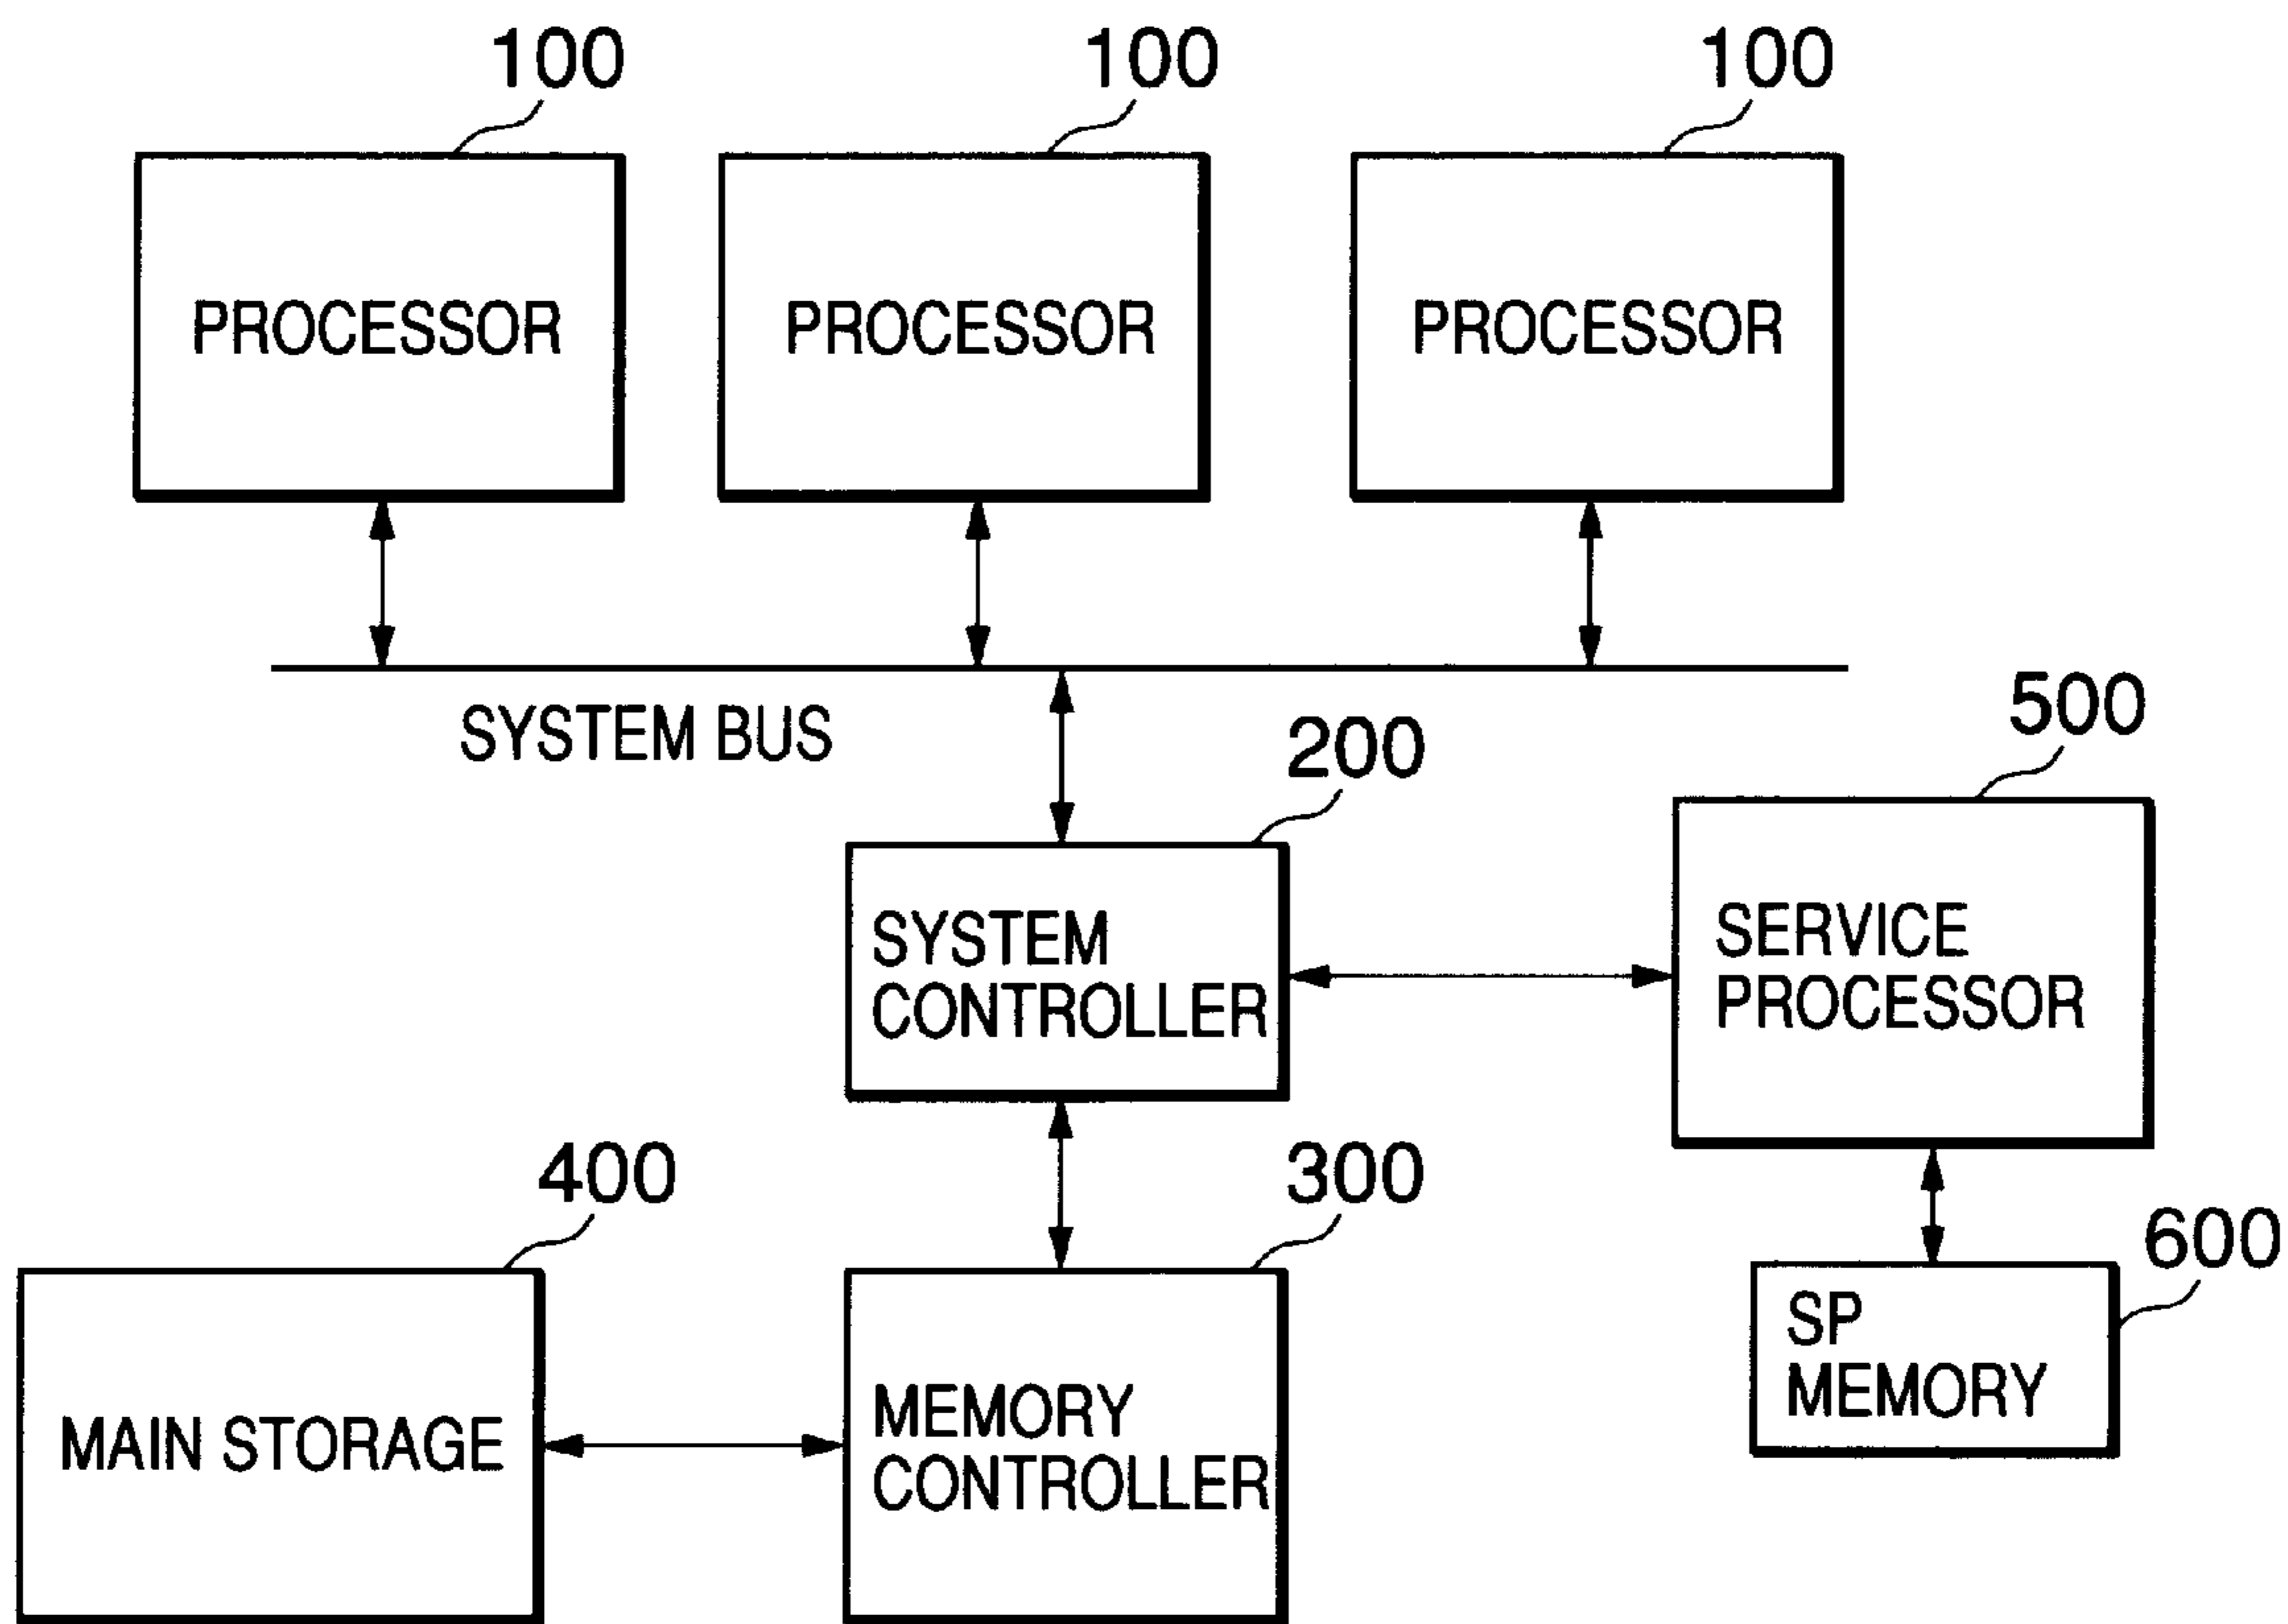 100
100
100
PROCESSOR
PROCESSOR
PROCESSOR
SYSTEM BUS
200
500
SYSTEM
CONTROLLER
SERVICE
PROCESSOR
400
300
600
MAIN STORAGE
MEMORY
CONTROLLER
SP
MEMORY